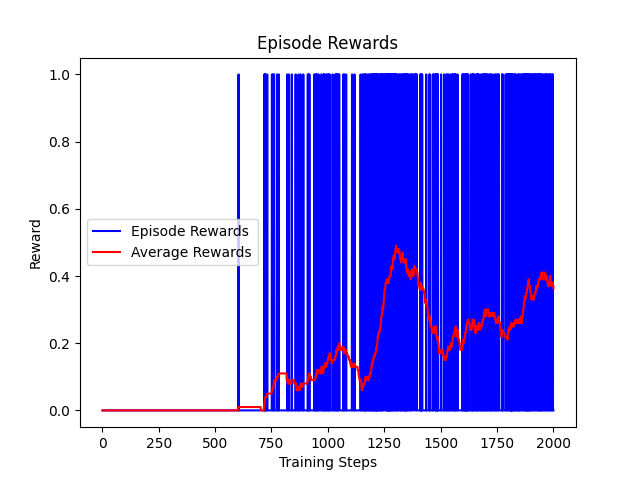 Episode Rewards
1.0
0.8
0.6
0.4
0.2
0.0
Reward
Episode Rewards
Average Rewards
0 250 500 750 1000 1250 1500 1750 2000
Training Steps